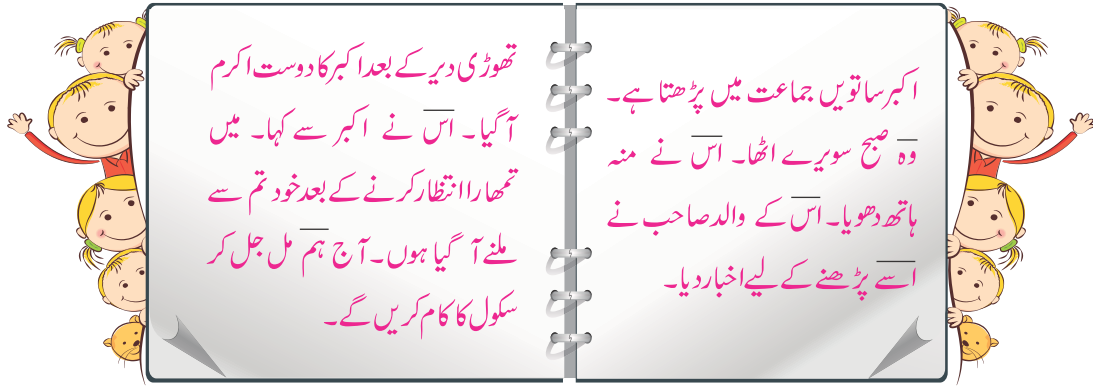 اکبر ساتویں جماعت میں پڑھتا ہے۔
وہ صبح سویرے اٹھا۔ اس نے منہ
ہاتھ دھویا۔ اس کے والد صاحب نے
اسے پڑھنے کے لیے اخبار دیا۔
تھوڑی دیر کے بعد اکبر کا دوست اکرم
آ گیا۔ اس نے اکبر سے کہا۔ میں
تمھارا انتظار کرنے کے بعد خود تم سے
ملنے آ گیا ہوں۔ آج ہم مل جل کر
سکول کا کام کریں گے۔